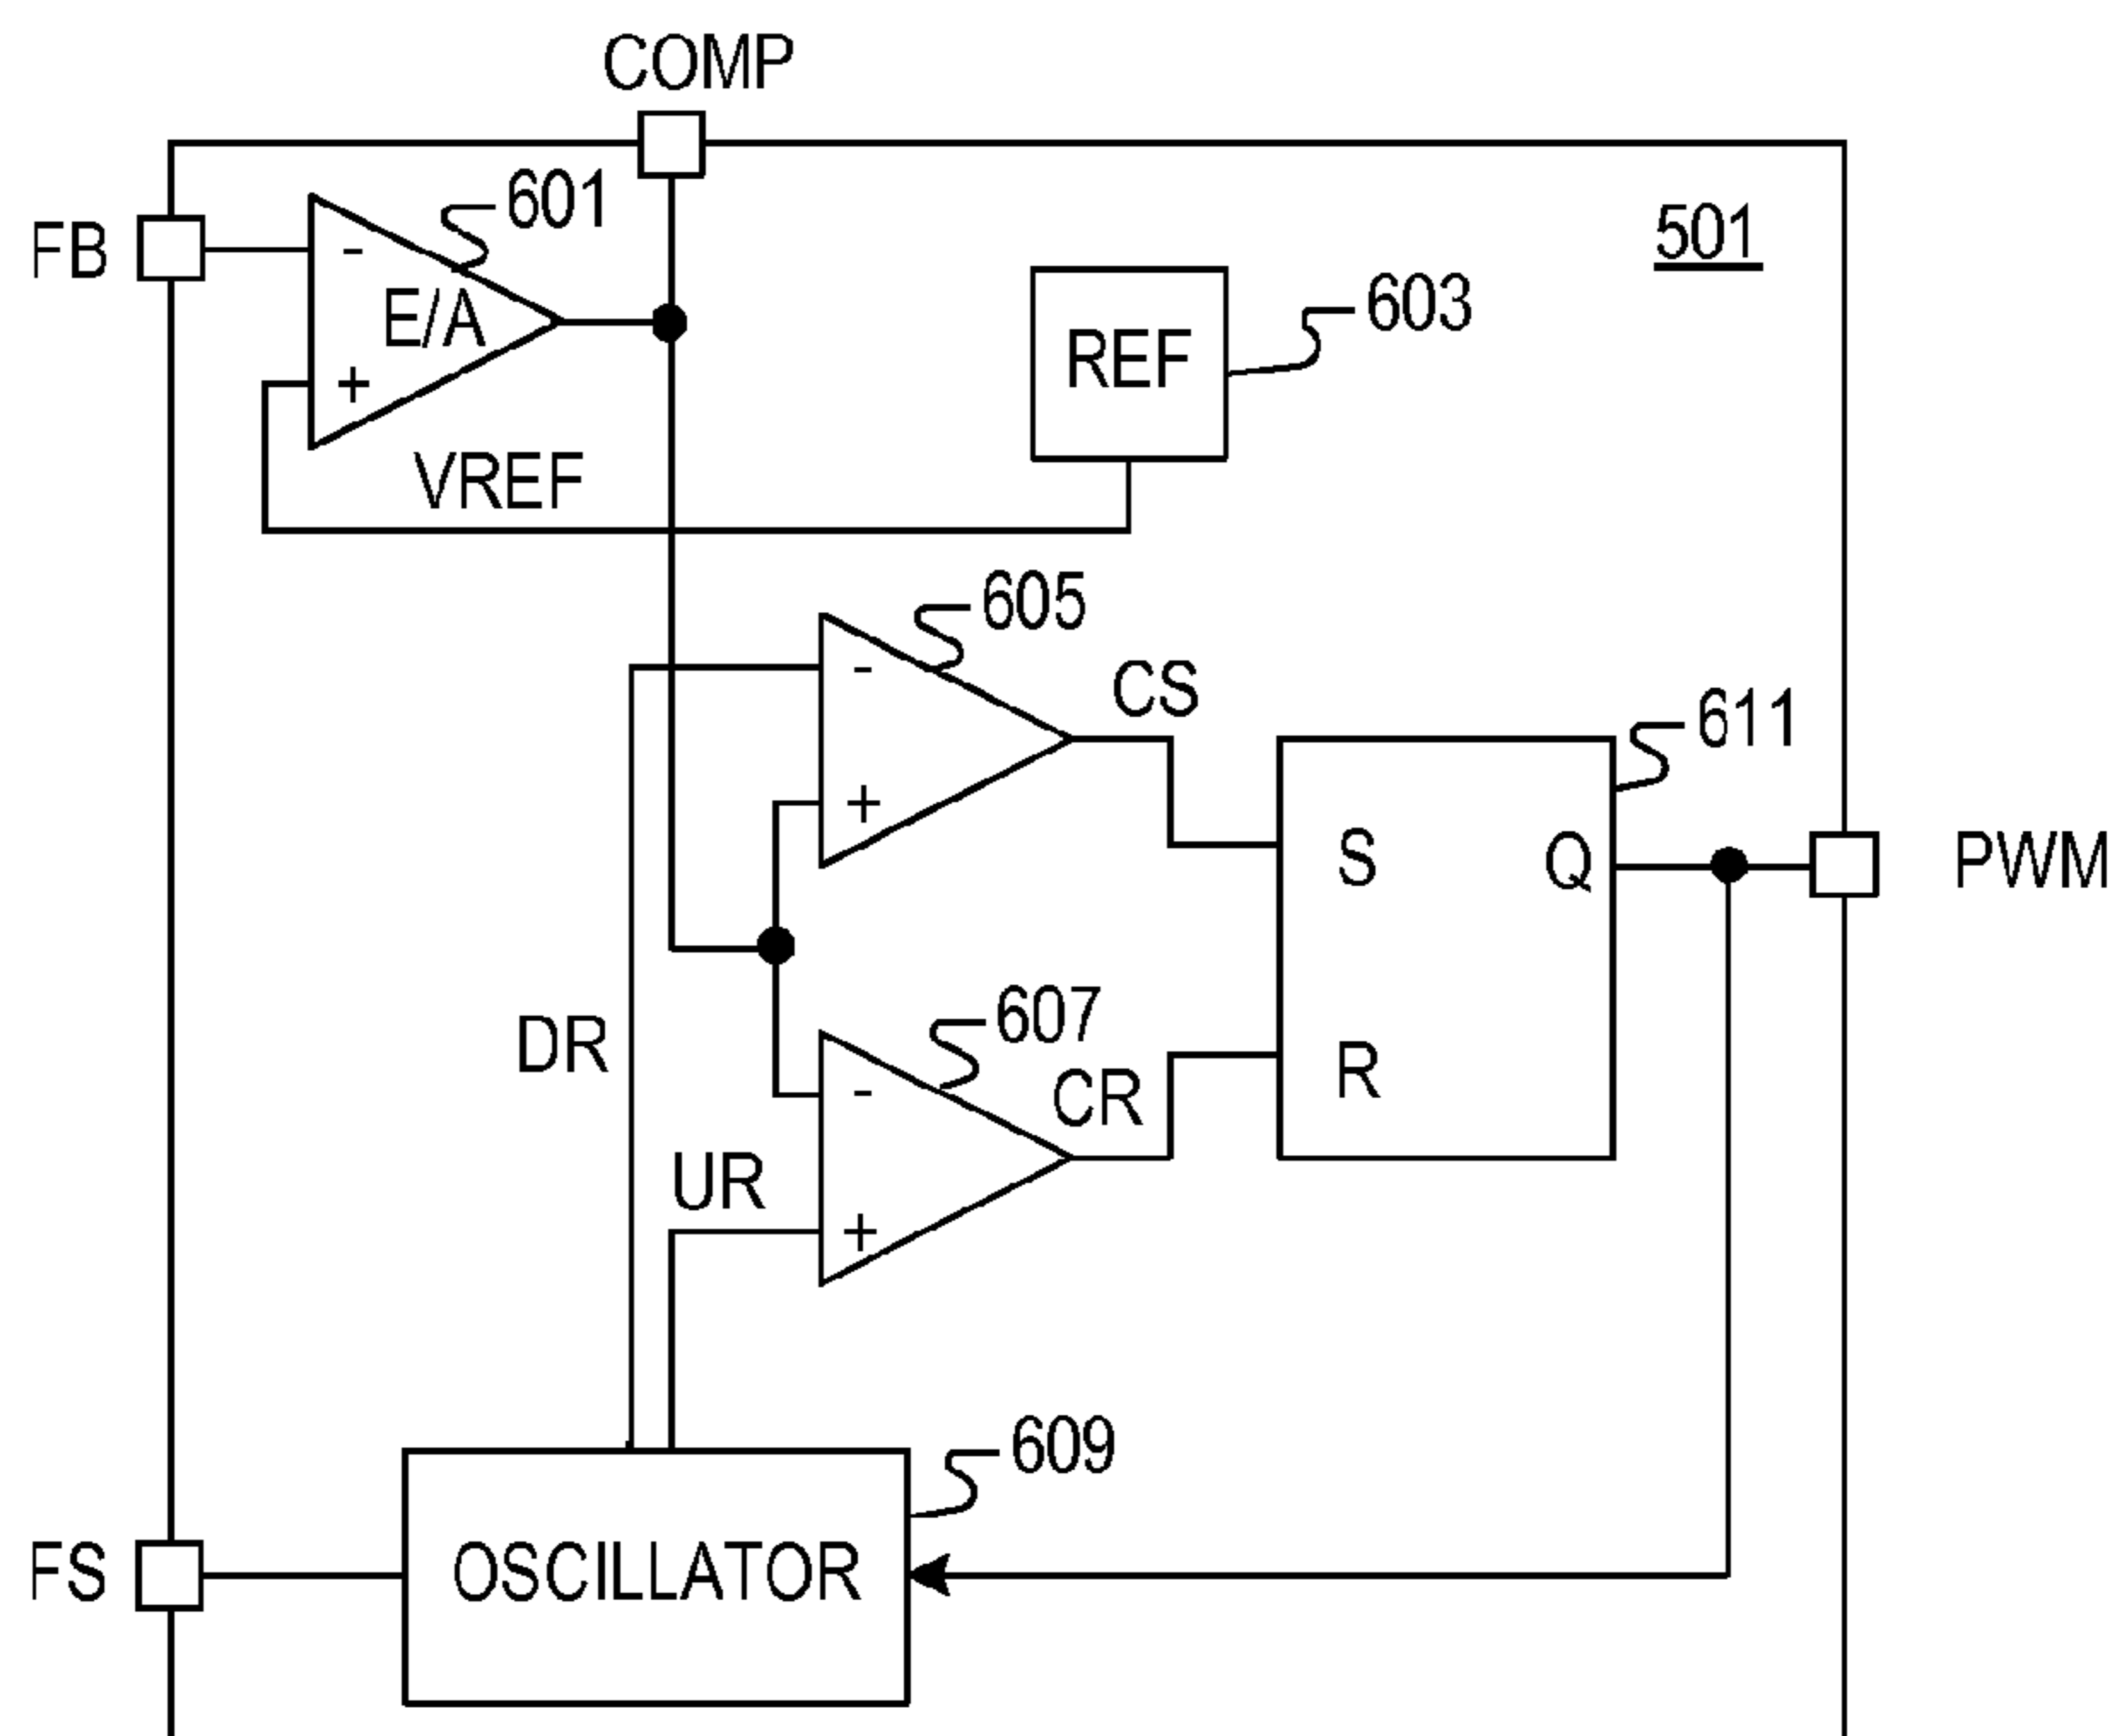 COMP
601
FB
-
E/A
+
501
603
REF
VREF
605
-
CS
611
+
S
Q
PWM
607
DR
-
CR
R
UR
+
609
FS
OSCILLATOR